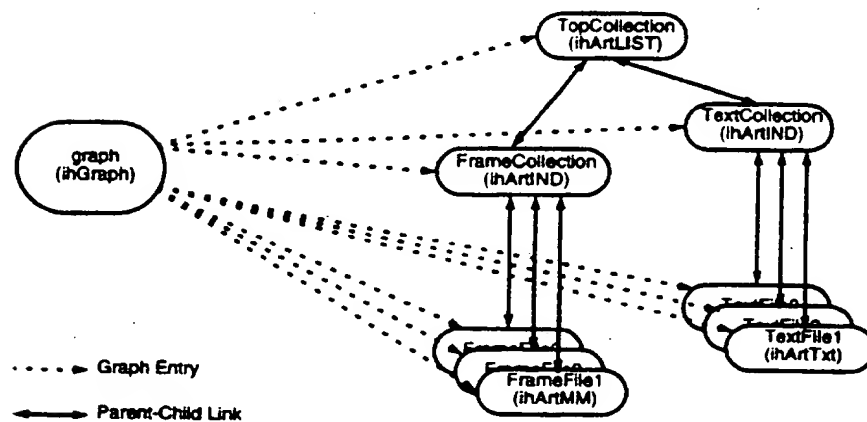 TopCollection
(ihArtLIST)
TextCollection
(ihArtIND)
graph
(ihGraph)
FrameCollection
(ihArtIND)
TextFile1
(ihArtTxt)
FrameFile1
(ihArtMM)
Graph Entry
Parent-Child Link